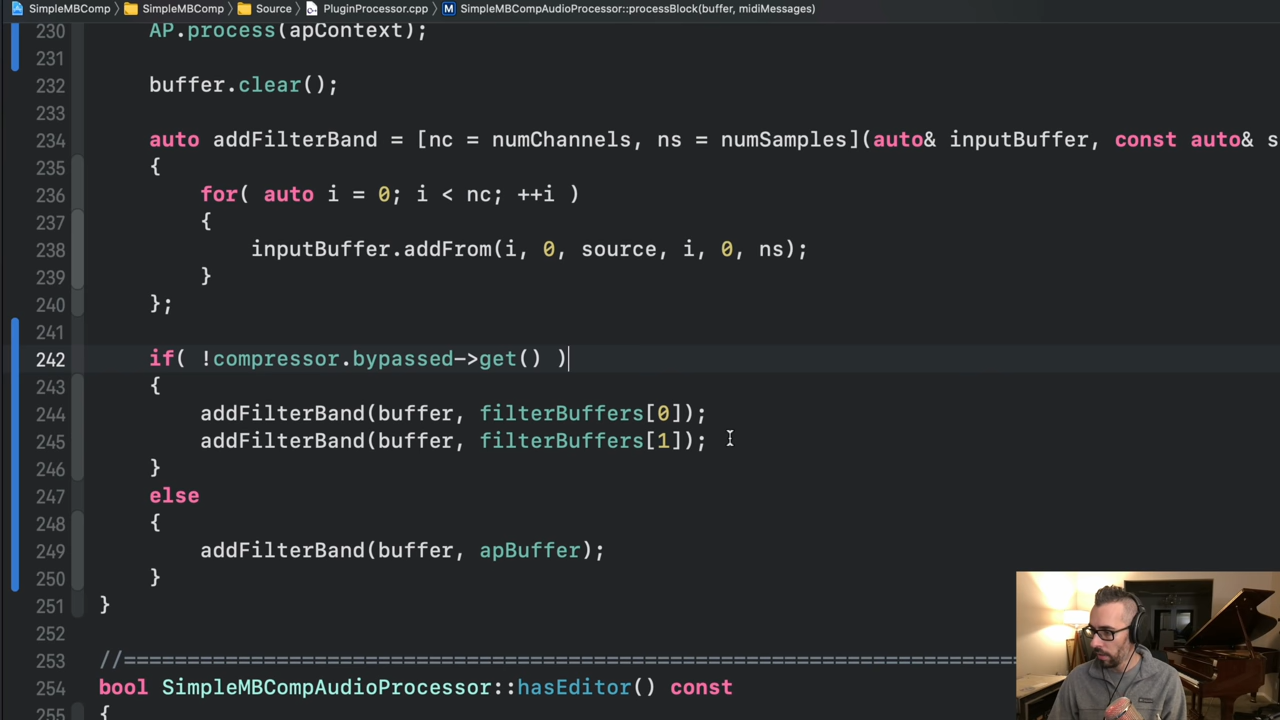 SimpleMBComp SimpleMBComp Source PluginProcessor.cpp M SimpleMBCompAudioProcessor::processBlock(buffer, midiMessages)
230 AP.process(apContext);
231
232 buffer.clear();
233
234 auto addFilterBand = [nc = numChannels, ns = numSamples](auto& inputBuffer, const auto& s
235 {
236 for( auto i = 0; i < nc; ++i )
237 {
238 inputBuffer.addFrom(i, 0, source, i, 0, ns);
239 }
240 };
241
242 if( !compressor.bypassed->get() )
243 {
244 addFilterBand(buffer, filterBuffers[0]);
245 addFilterBand(buffer, filterBuffers[1]);
246 }
247 else
248 {
249 addFilterBand(buffer, apBuffer);
250 }
251 }
252
253 //==============================================================================
254 bool SimpleMBCompAudioProcessor::hasEditor() const
255 {